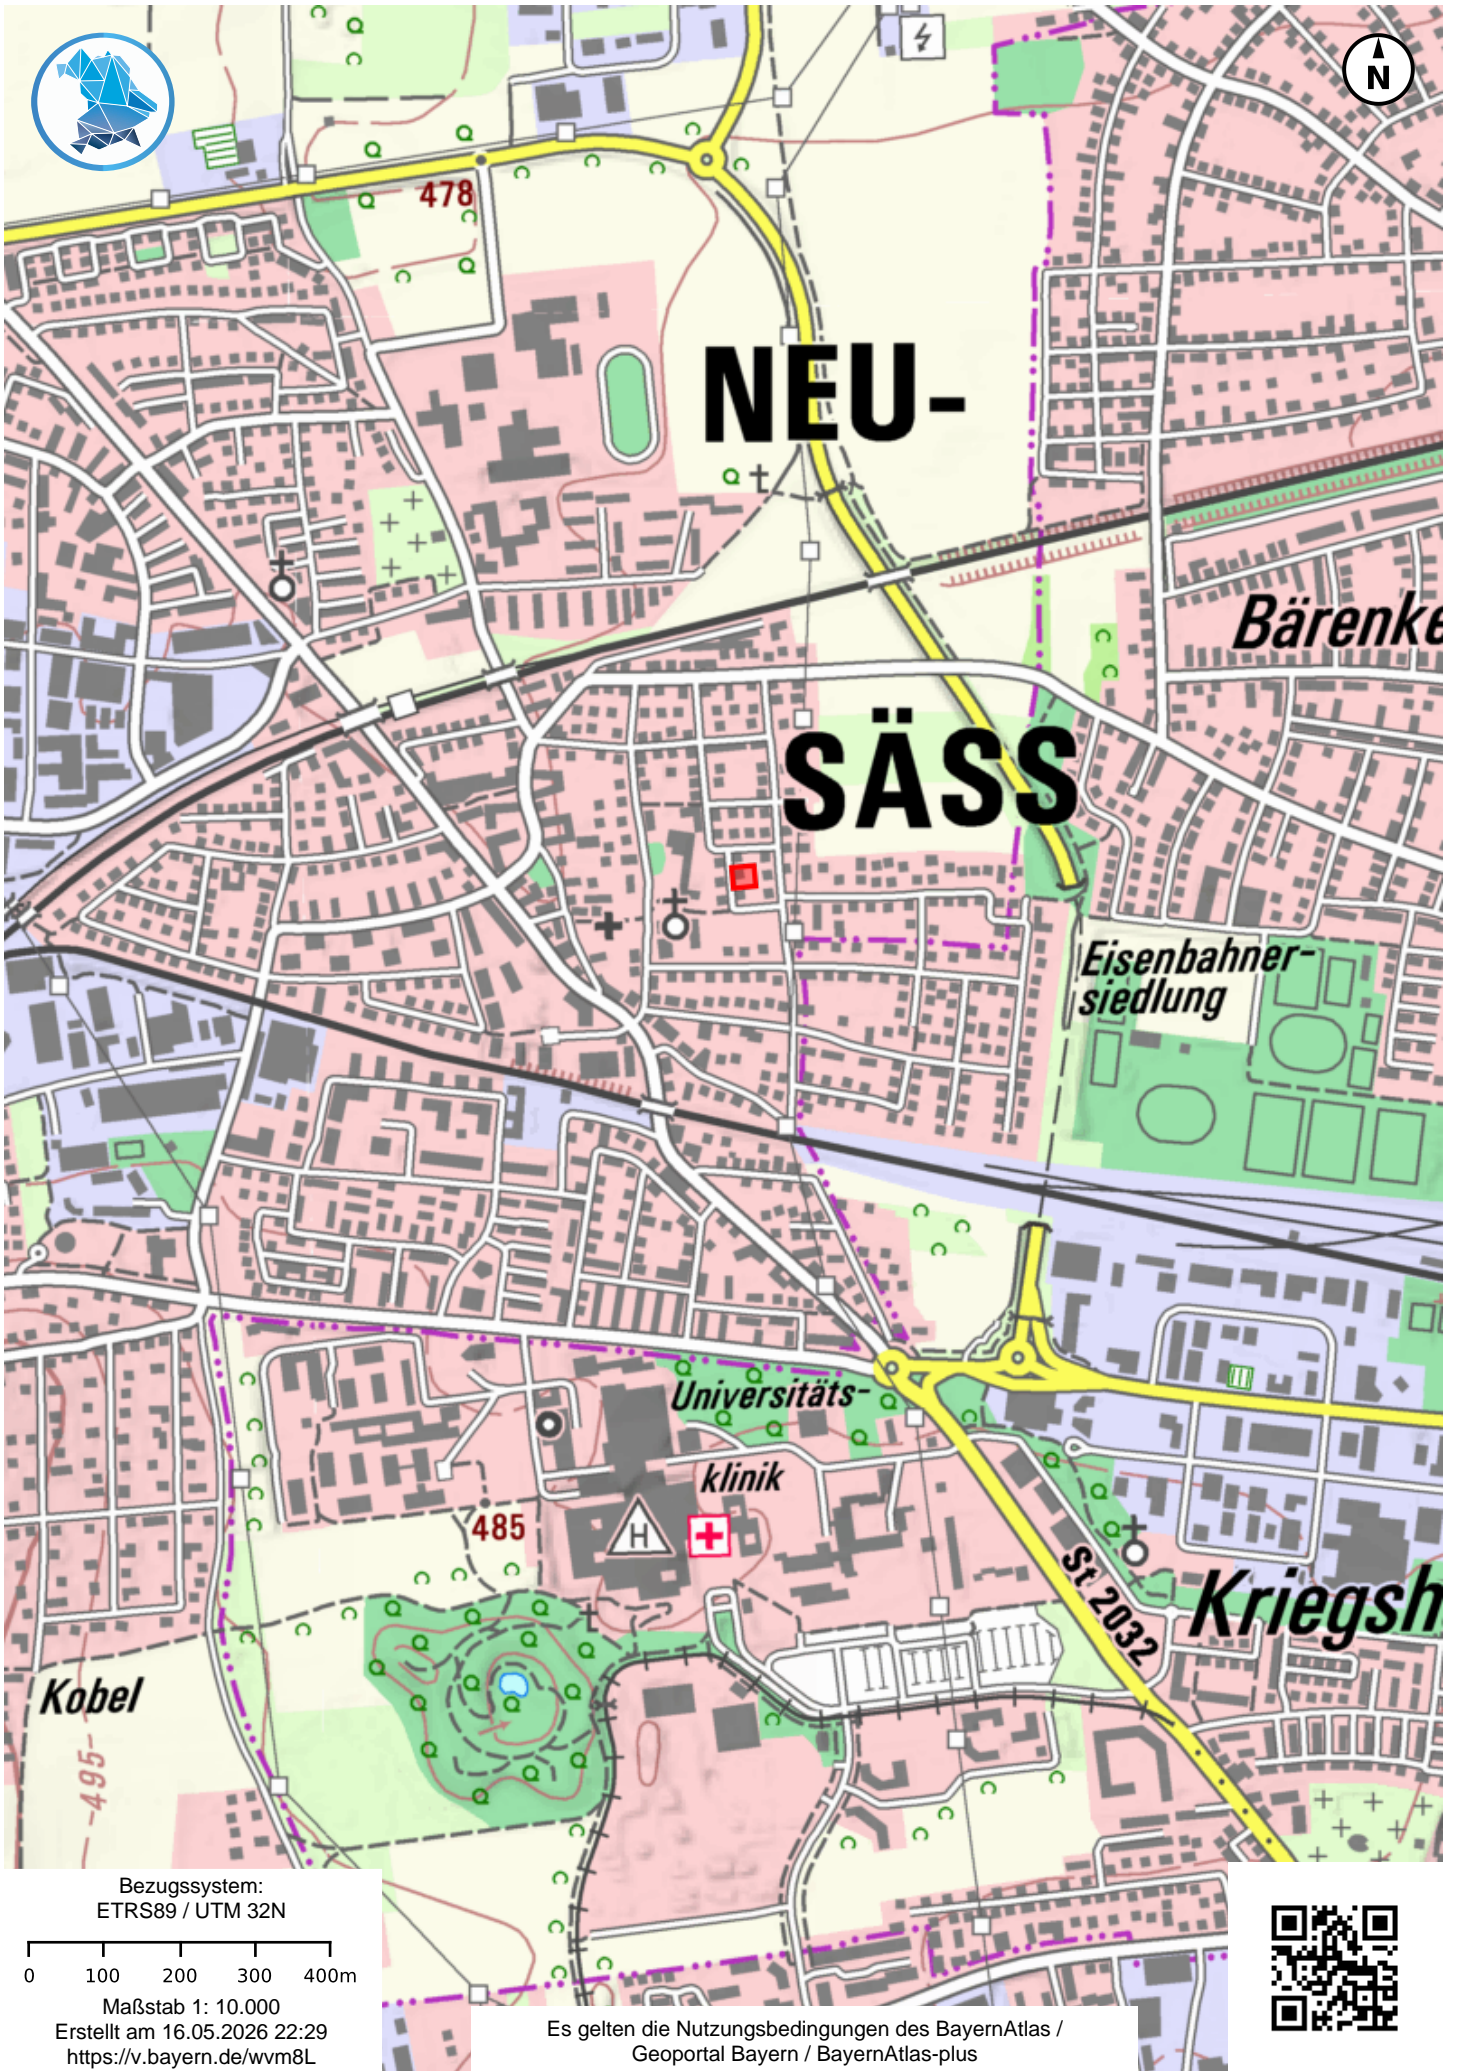 N
478
NEU-
Bärenke
SÄSS
Eisenbahner-
siedlung
Universitäts-
klinik
485
H
St 2032
Kriegsh
Kobel
-495-
Bezugssystem:
ETRS89 / UTM 32N
0 100 200 300 400m
Maßstab 1: 10.000
Erstellt am 16.05.2026 22:29
https://v.bayern.de/wvm8L
Es gelten die Nutzungsbedingungen des BayernAtlas /
Geoportal Bayern / BayernAtlas-plus